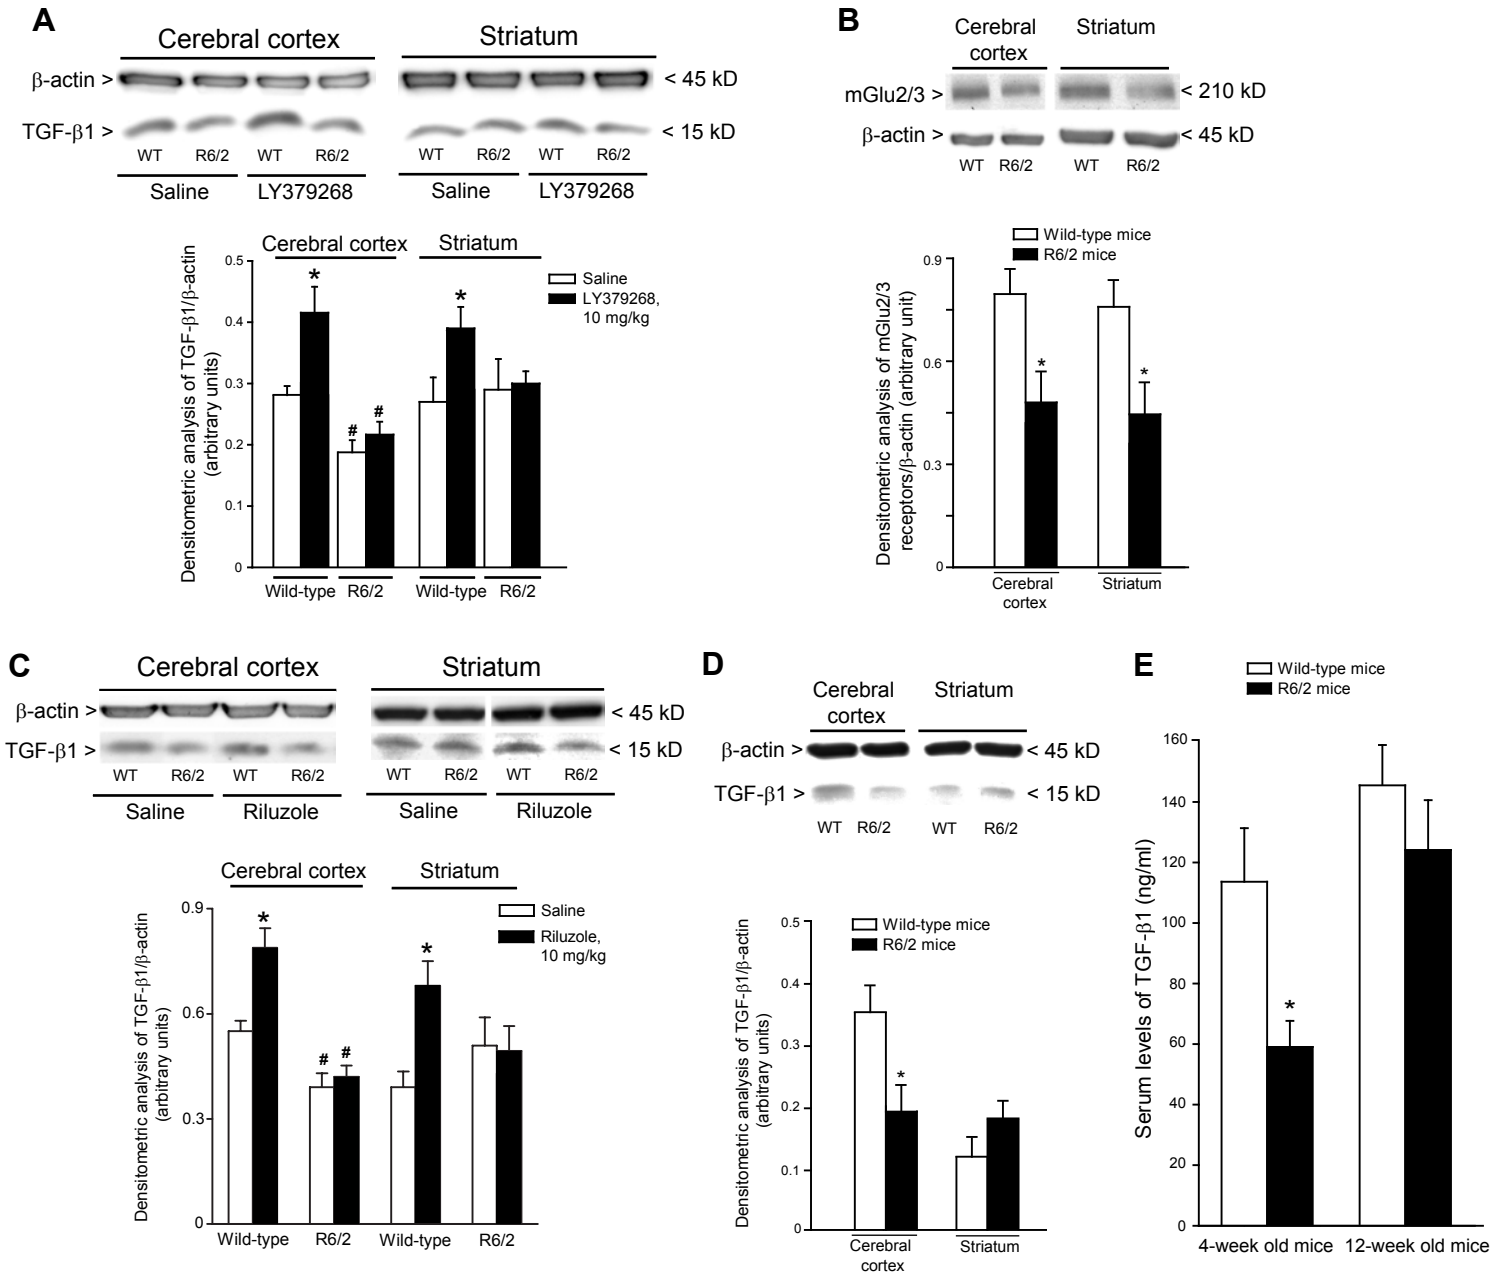 A
Cerebral cortex
Striatum
β-actin >
< 45 kD
TGF-β1 >
< 15 kD
WT R6/2 WT R6/2
WT R6/2 WT R6/2
Saline LY379268
Saline LY379268
Cerebral cortex Striatum
Densitometric analysis of TGF-β1/β-actin
(arbitrary units)
0.5
0.4
0.3
0.2
0.1
0
* # # *
Saline
LY379268,
10 mg/kg
Wild-type R6/2 Wild-type R6/2
B
Cerebral
cortex
Striatum
mGlu2/3 > < 210 kD
β-actin > < 45 kD
WT R6/2 WT R6/2
Wild-type mice
R6/2 mice
Densitometric analysis of mGlu2/3
receptors/β-actin (arbitrary unit)
0.9
0.6
0.3
0
* *
Cerebral
cortex
Striatum
C
Cerebral cortex
Striatum
β-actin > < 45 kD
TGF-β1 > < 15 kD
WT R6/2 WT R6/2
WT R6/2 WT R6/2
Saline Riluzole
Saline Riluzole
Cerebral cortex Striatum
Densitometric analysis of TGF-β1/β-actin
(arbitrary units)
0.9
0.6
0.3
0
* # # *
Saline
Riluzole,
10 mg/kg
Wild-type R6/2 Wild-type R6/2
D
Cerebral
cortex
Striatum
β-actin > < 45 kD
TGF-β1 > < 15 kD
WT R6/2 WT R6/2
Wild-type mice
R6/2 mice
Densitometric analysis of TGF-β1/β-actin
(arbitrary units)
0.5
0.4
0.3
0.2
0.1
0
*
Cerebral
cortex
Striatum
E
Wild-type mice
R6/2 mice
Serum levels of TGF-β1 (ng/ml)
160
140
120
100
80
60
40
20
0
*
4-week old mice 12-week old mice